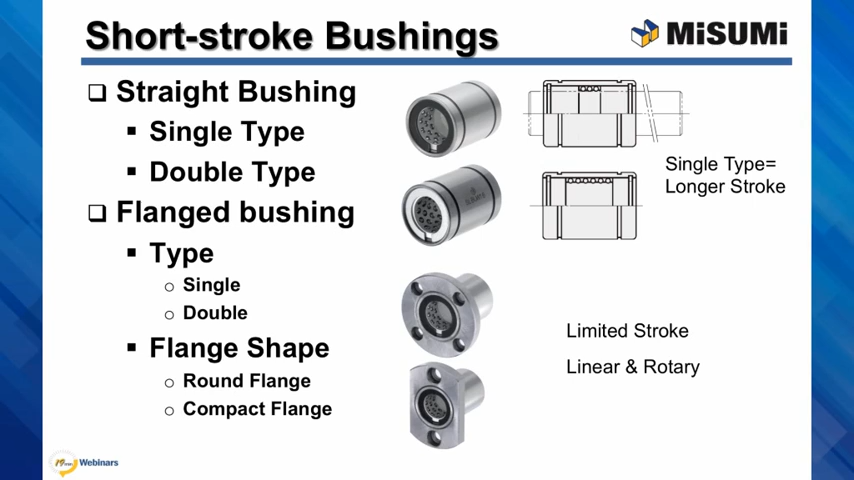 Short-stroke Bushings
MiSUMi
Straight Bushing
Single Type
Double Type
Flanged bushing
Type
Single
Double
Flange Shape
Round Flange
Compact Flange
Single Type=
Longer Stroke
Limited Stroke
Linear & Rotary
Webinars